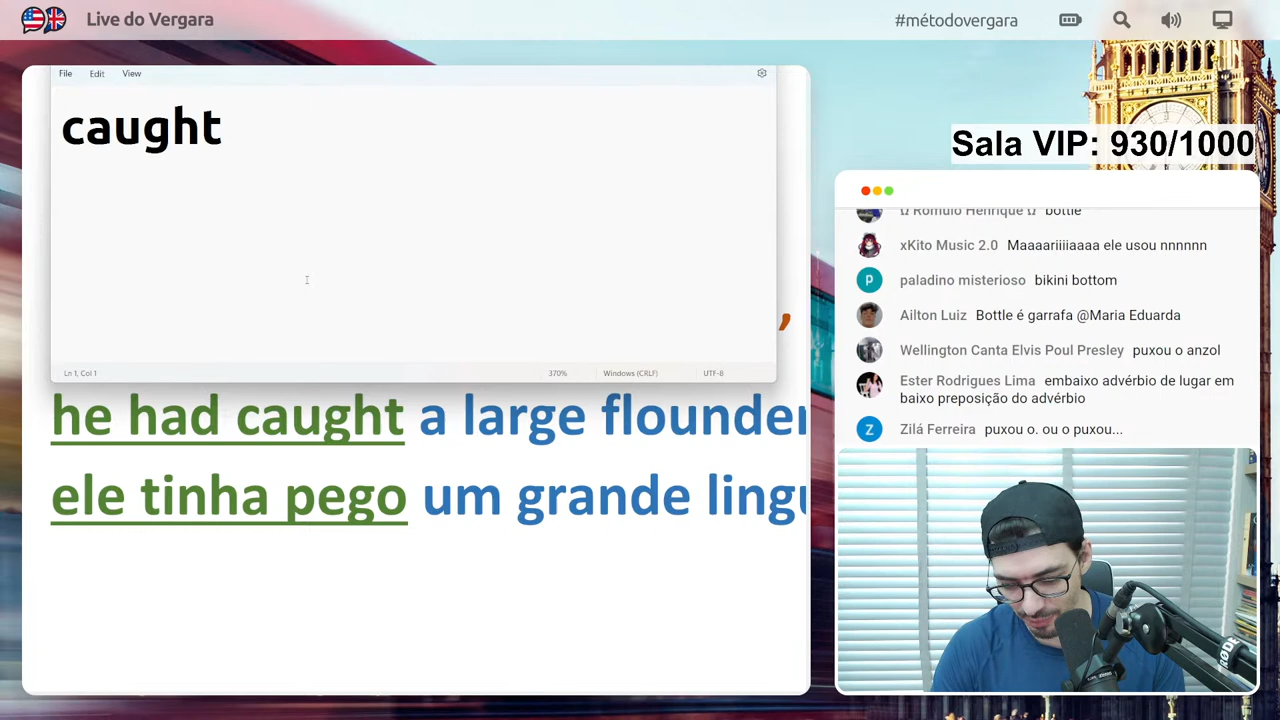 Live do Vergara
#métodovergara
File Edit View
caught
,
Ln 1, Col 1
370%
Windows (CRLF)
UTF-8
he had caught a large flounder
ele tinha pego um grande lingu
Sala VIP: 930/1000
Ω Rômulo Henrique Ω bottle
xKito Music 2.0 Maaaariiiiaaaa ele usou nnnnnn
P
paladino misterioso bikini bottom
Ailton Luiz Bottle é garrafa @Maria Eduarda
Wellington Canta Elvis Poul Presley puxou o anzol
Ester Rodrigues Lima embaixo advérbio de lugar em
baixo preposição do advérbio
Z
Zilá Ferreira puxou o. ou o puxou...
RØDE